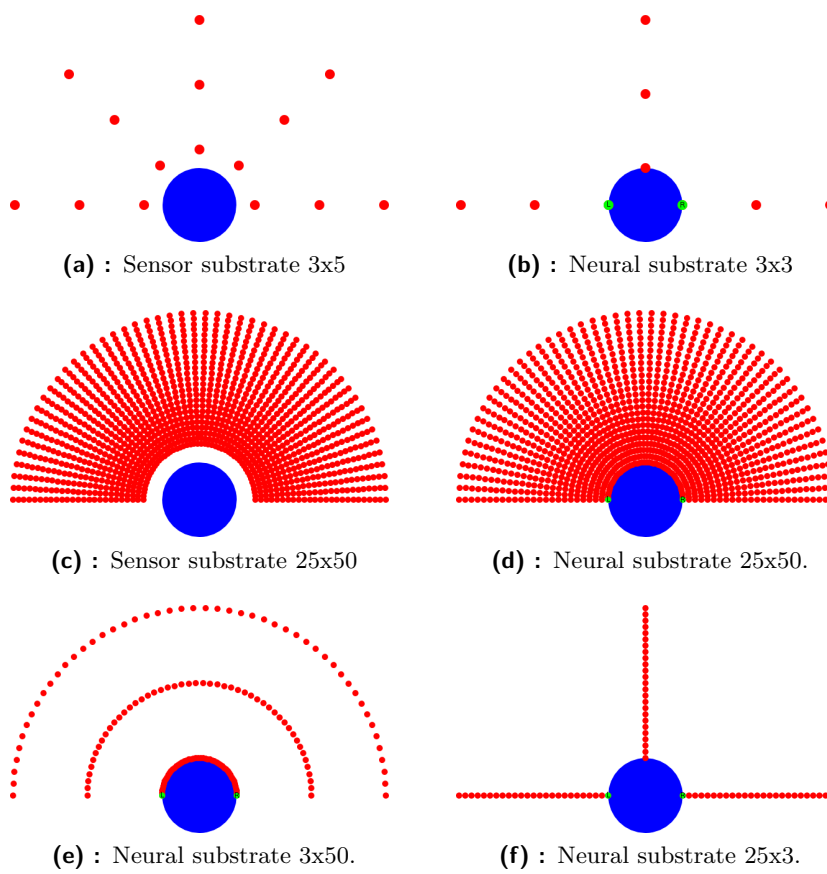 L R
(a) : Sensor substrate 3x5 (b) : Neural substrate 3x3
(c) : Sensor substrate 25x50 (d) : Neural substrate 25x50.
(e) : Neural substrate 3x50. (f) : Neural substrate 25x3.